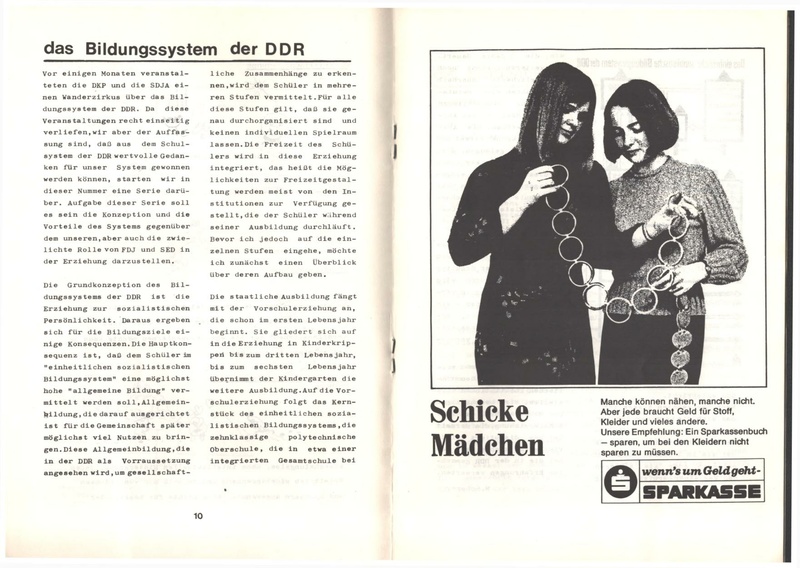 das Bildungssystem der DDR
Vor einigen Monaten veranstal-
teten die DKP und die SDJA ei-
nen Wanderzirkus über das Bil-
dungssystem der DDR. Da diese
Veranstaltungen recht einseitig
verliefen,wir aber der Auffas-
sung sind, daß aus dem Schul-
system der DDR wertvolle Gedan-
ken für unser System gewonnen
werden können, starten wir in
dieser Nummer eine Serie darü-
ber. Aufgabe dieser Serie soll
es sein die Konzeption und die
Vorteile des Systems gegenüber
dem unseren,aber auch die zwie-
lichte Rolle von FDJ und SED in
der Erziehung darzustellen.
Die Grundkonzeption des Bil-
dungssystems der DDR ist die
Erziehung zur sozialistischen
Persönlichkeit. Daraus ergeben
sich für die Bildungsziele ei-
nige Konsequenzen.Die Hauptkon-
sequenz ist, daß dem Schüler im
"einheitlichen sozialistischen
Bildungssystem" eine möglichst
hohe "allgemeine Bildung" ver-
mittelt werden soll,Allgemein-
bildung,die darauf ausgerichtet
ist für die Gemeinschaft später
möglichst viel Nutzen zu brin-
gen.Diese Allgemeinbildung,die
in der DDR als Vorraussetzung
angesehen wird,um gesellschaft-
liche Zusammenhänge zu erken-
nen,wird dem Schüler in mehre-
ren Stufen vermittelt.Für alle
diese Stufen gilt, daß sie ge-
nau durchorganisiert sind und
keinen individuellen Spielraum
lassen.Die Freizeit des Schü-
lers wird in diese Erziehung
integriert, das heißt die Mög-
lichkeiten zur Freizeitgestal-
tung werden meist von den In-
stitutionen zur Verfügung ge-
stellt,die der Schüler während
seiner Ausbildung durchläuft.
Bevor ich jedoch auf die ein-
zelnen Stufen eingehe, möchte
ich zunächst einen Überblick
über deren Aufbau geben.
Die staatliche Ausbildung fängt
mit der Vorschulerziehung an,
die schon im ersten Lebensjahr
beginnt. Sie gliedert sich auf
in die Erziehung in Kinderkrip-
pen bis zum dritten Lebensjahr,
bis zum sechsten Lebensjahr
übernimmt der Kindergarten die
weitere Ausbildung.Auf die Vor-
schulerziehung folgt das Kern-
stück des einheitlichen sozia-
listischen Bildungssystems,die
zehnklassige polytechnische
Oberschule, die in etwa einer
integrierten Gesamtschule bei
10
Schicke
Mädchen
Manche können nähen, manche nicht.
Aber jede braucht Geld für Stoff,
Kleider und vieles andere.
Unsere Empfehlung: Ein Sparkassenbuch
– sparen, um bei den Kleidern nicht
sparen zu müssen.
wenn's um Geld geht-
SPARKASSE